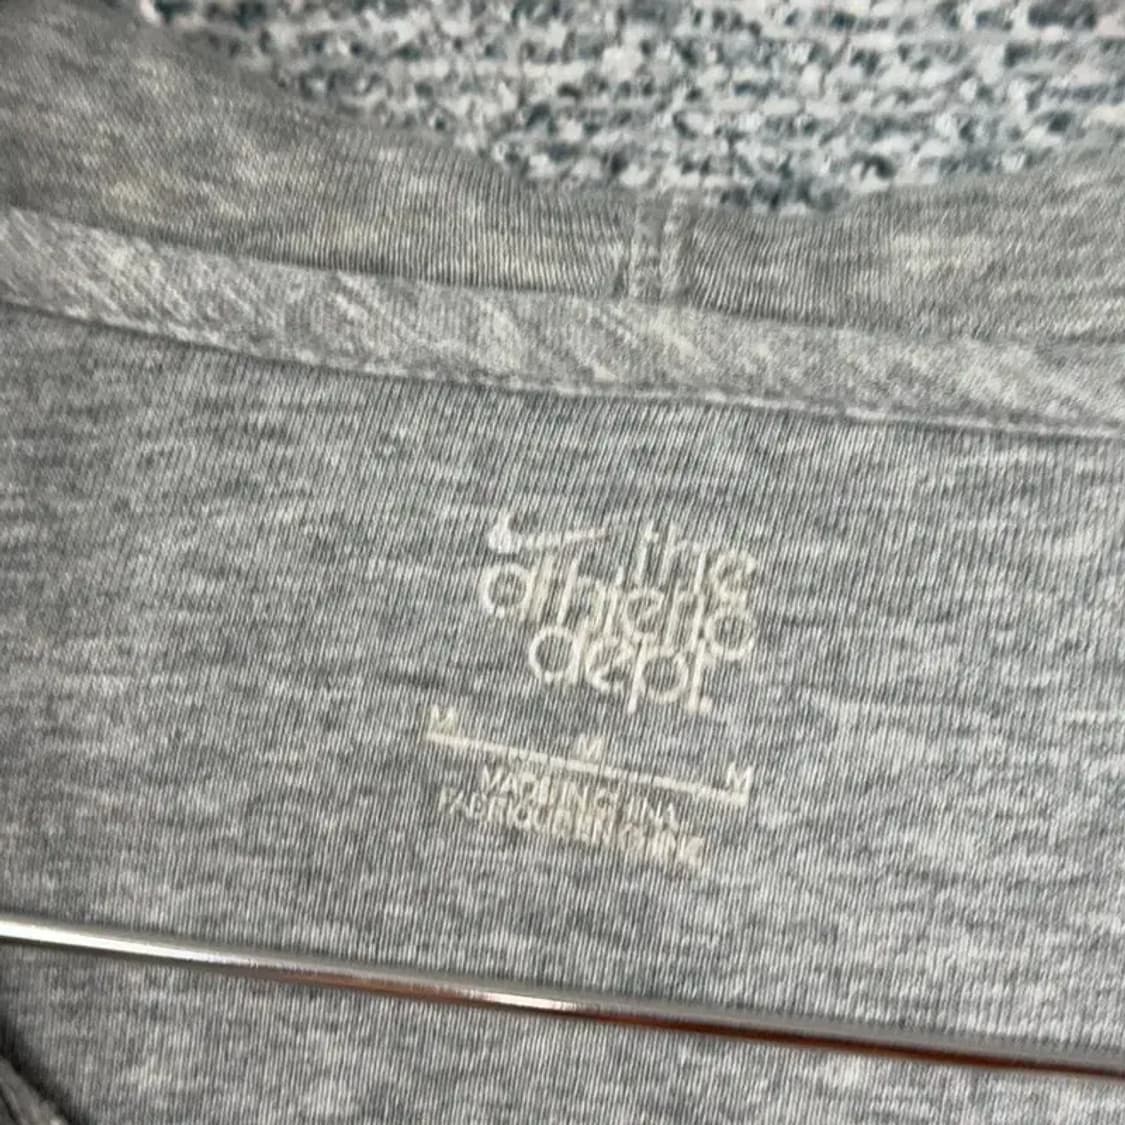 the
athletic
dept.
M M M
MADE IN CHINA